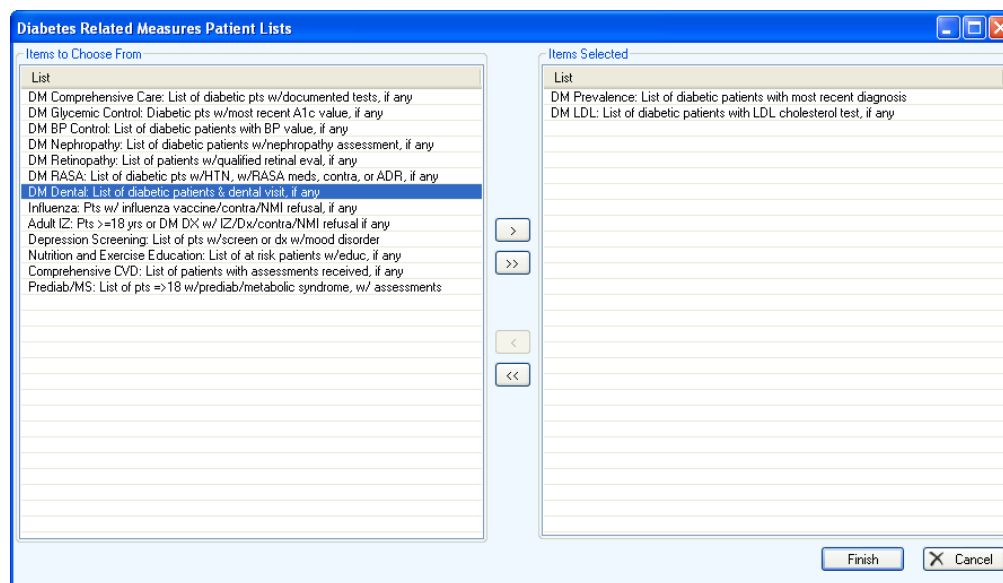 Diabetes Related Measures Patient Lists
Items to Choose From
List
DM Comprehensive Care: List of diabetic pts w/documented tests, if any
DM Glycemic Control: Diabetic pts w/most recent A1c value, if any
DM BP Control: List of diabetic patients with BP value, if any
DM Nephropathy: List of diabetic patients w/nephropathy assessment, if any
DM Retinopathy: List of patients w/qualified retinal eval, if any
DM RASA: List of diabetic pts w/HTN, w/RASA meds, contra, or ADR, if any
DM Dental: List of diabetic patients & dental visit, if any
Influenza: Pts w/ influenza vaccine/contra/NMI refusal, if any
Adult IZ: Pts >=18 yrs or DM DX w/ IZ/Dx/contra/NMI refusal if any
Depression Screening: List of pts w/screen or dx w/mood disorder
Nutrition and Exercise Education: List of at risk patients w/educ, if any
Comprehensive CVD: List of patients with assessments received, if any
Prediab/MS: List of pts =>18 w/prediab/metabolic syndrome, w/ assessments
>
>>
<
<<
Items Selected
List
DM Prevalence: List of diabetic patients with most recent diagnosis
DM LDL: List of diabetic patients with LDL cholesterol test, if any
Finish
Cancel